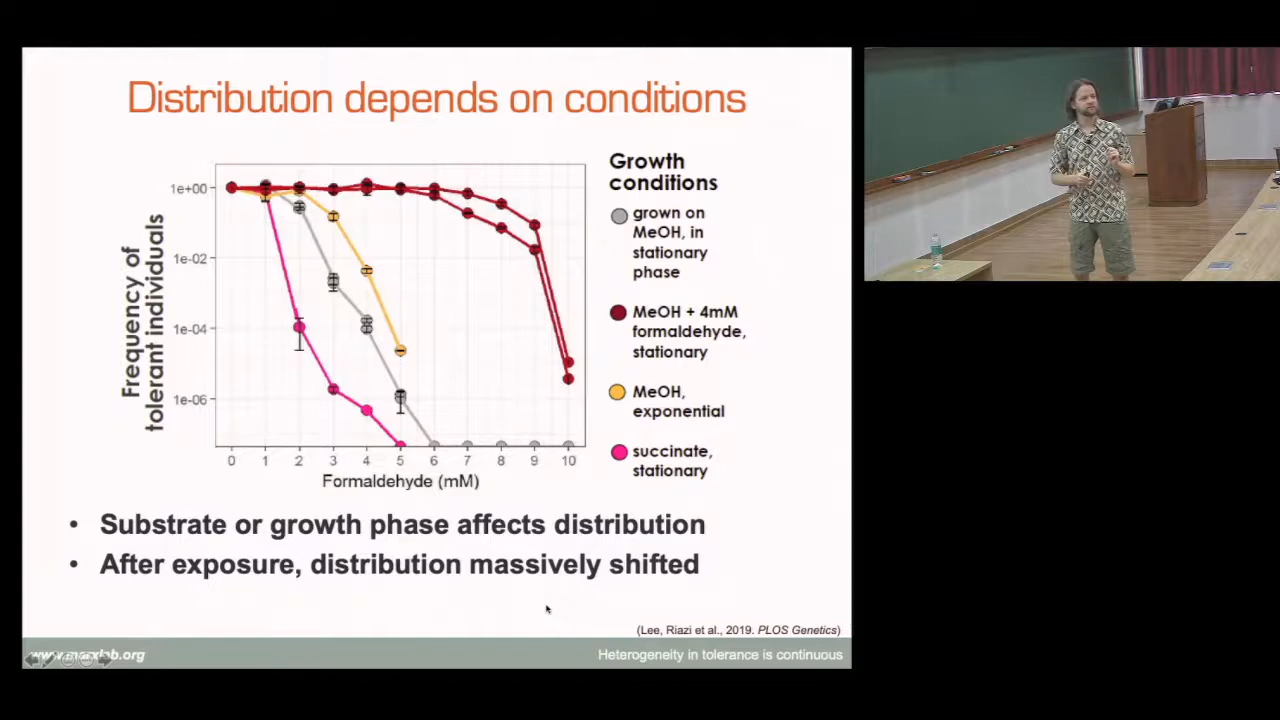 Distribution depends on conditions
Frequency of
tolerant individuals
1e+00
1e-02
1e-04
1e-06
0 1 2 3 4 5 6 7 8 9 10
Formaldehyde (mM)
Growth
conditions
grown on
MeOH, in
stationary
phase
MeOH + 4mM
formaldehyde,
stationary
MeOH,
exponential
succinate,
stationary
• Substrate or growth phase affects distribution
• After exposure, distribution massively shifted
(Lee, Riazi et al., 2019. PLOS Genetics)
www.marxlab.org
Heterogeneity in tolerance is continuous